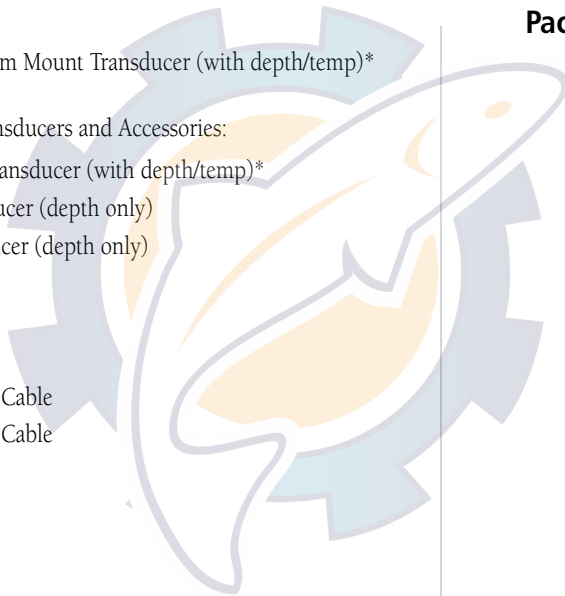 m Mount Transducer (with depth/temp)*
nsducers and Accessories:
ransducer (with depth/temp)*
ucer (depth only)
cer (depth only)
Cable
Cable
Pac